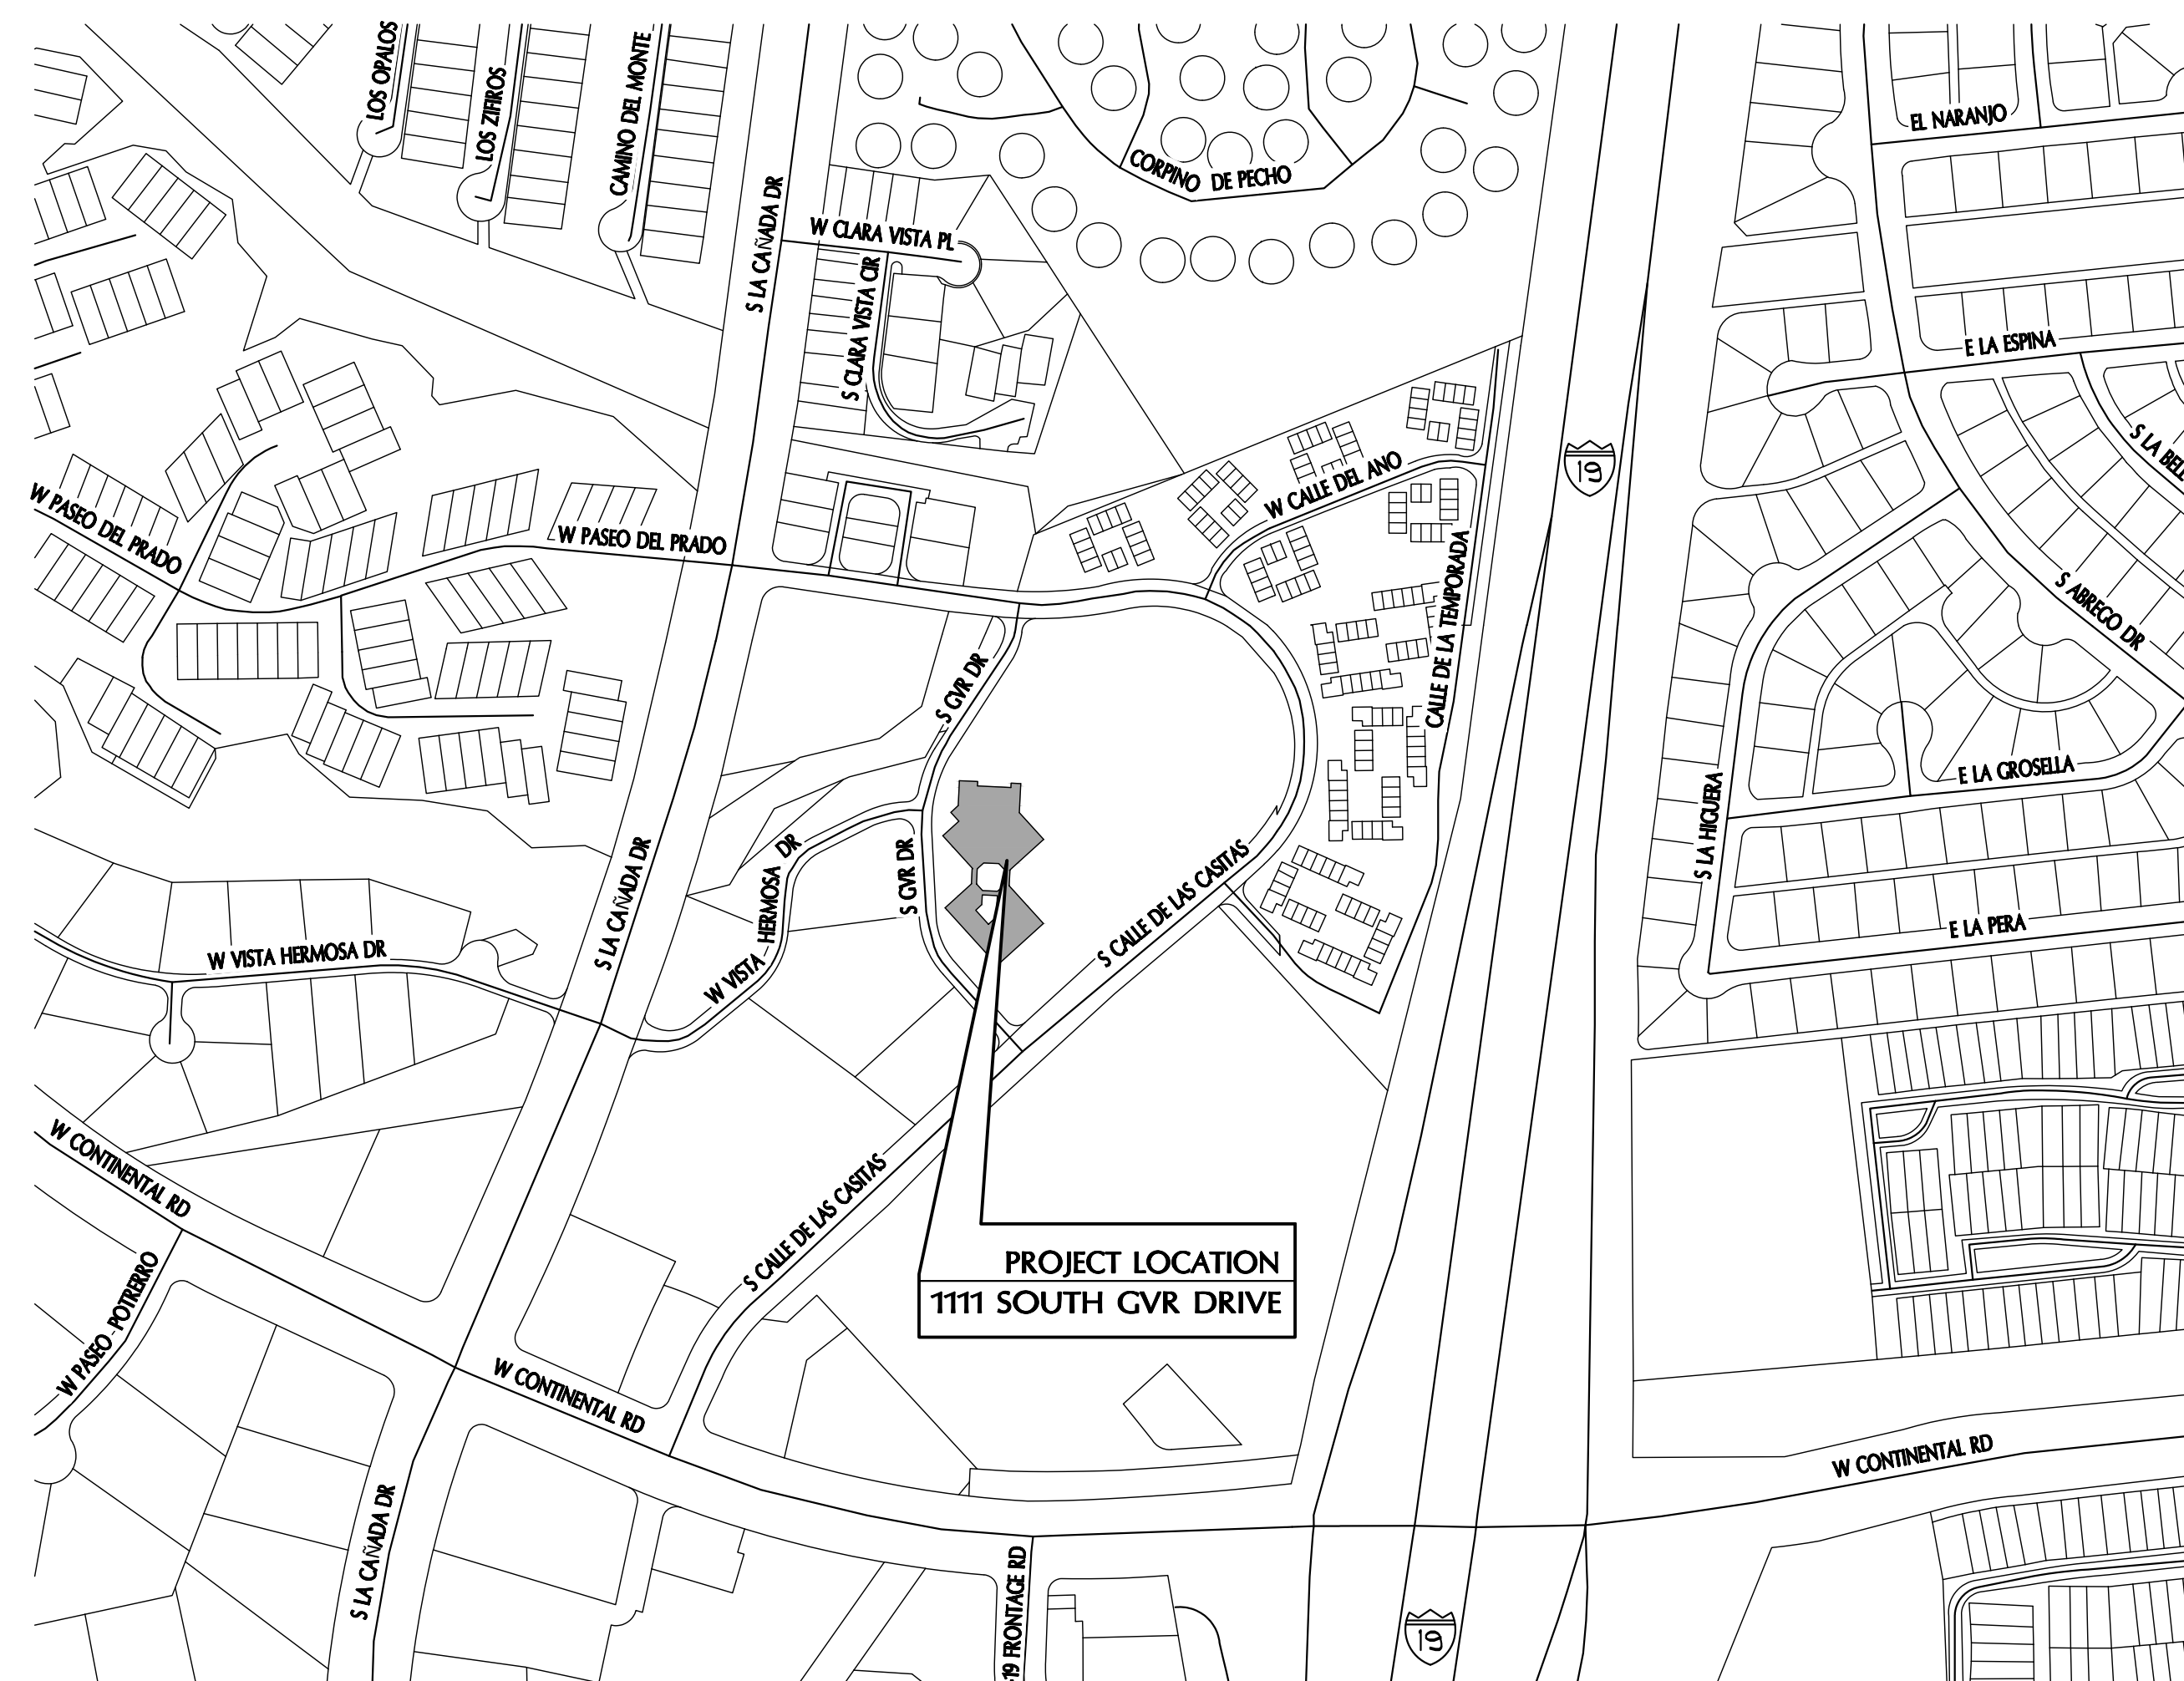 LOS OPALOS
LOS ZIFIROS
CAMINO DEL MONTE
S LA CAÑADA DR
W CLARA VISTA PL
S CLARA VISTA CIR
CORPINO DE PECHO
EL NARANJO
E LA ESPINA
W PASEO DEL PRADO
W PASEO DEL PRADO
W CALLE DEL ANO
19
CALLE DE LA TEMPORADA
S ABREGO DR
S GVR DR
E LA GROSELLA
S LA HIGUERA
S LA CAÑADA DR
W VISTA HERMOSA DR
S GVR DR
S CALLE DE LAS CASITAS
E LA PERA
W VISTA HERMOSA DR
W CONTINENTAL RD
S CALLE DE LAS CASITAS
W PASEO POTRERRO
PROJECT LOCATION
1111 SOUTH GVR DRIVE
W CONTINENTAL RD
W CONTINENTAL RD
S LA CAÑADA DR
19 FRONTAGE RD
19